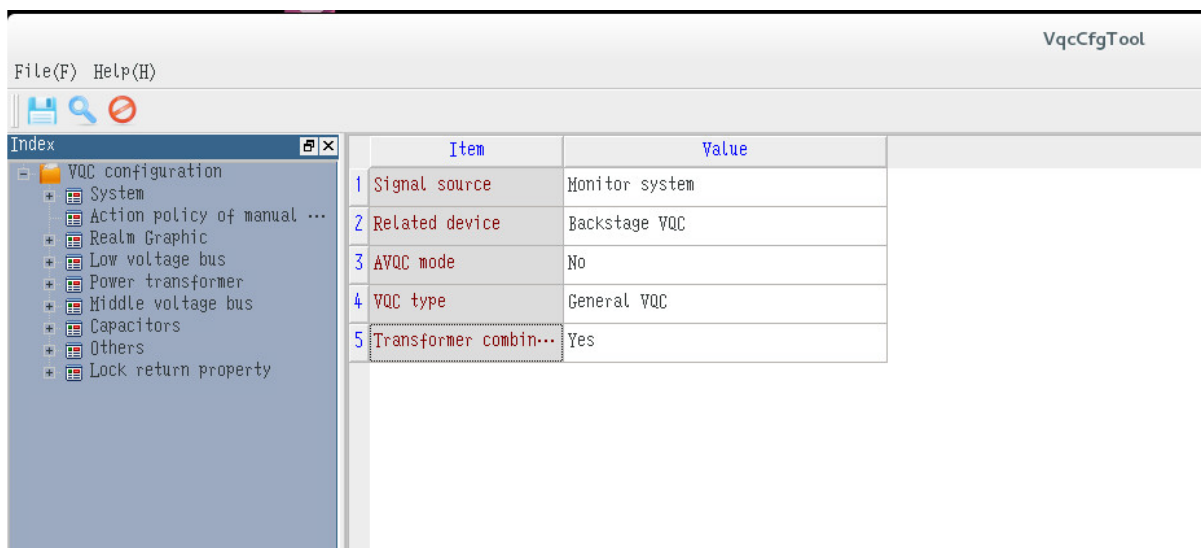 VqcCfgTool
File(F) Help(H)
Index
VQC configuration
System
Action policy of manual ···
Realm Graphic
Low voltage bus
Power transformer
Middle voltage bus
Capacitors
Others
Lock return property
Item Value
1 Signal source Monitor system
2 Related device Backstage VQC
3 AVQC mode No
4 VQC type General VQC
5 Transformer combin··· Yes